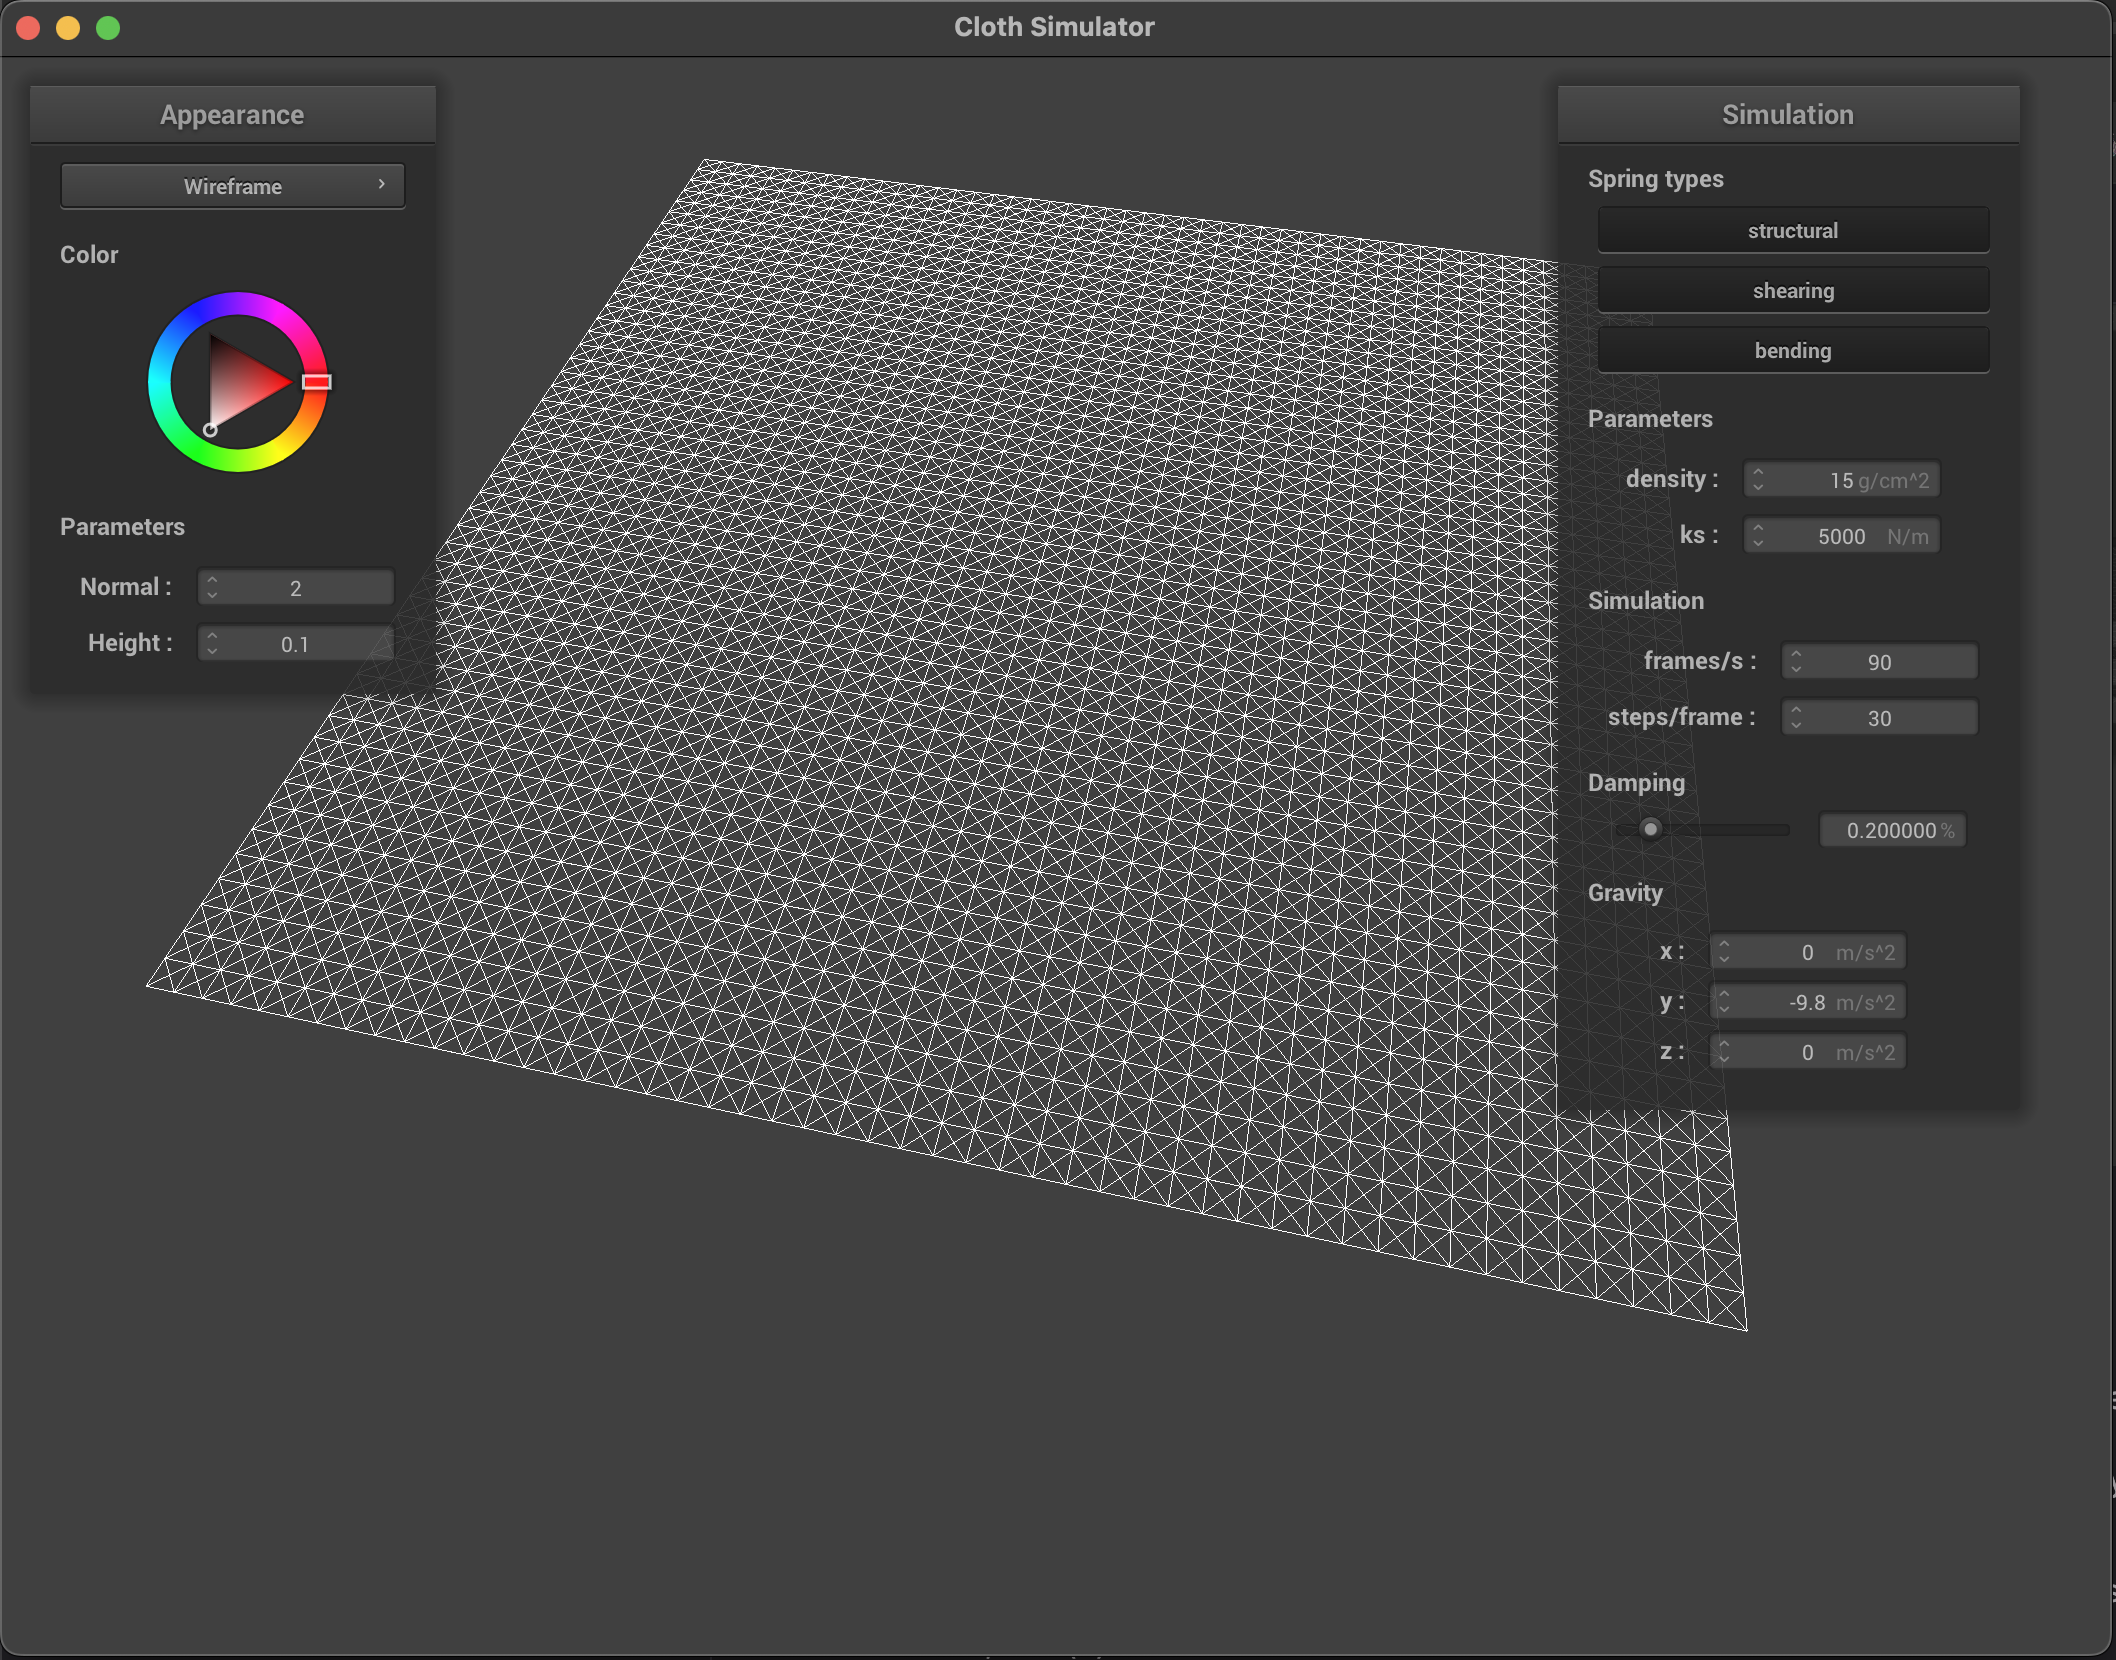 Cloth Simulator
Appearance
Wireframe
Color
Parameters
Normal : 2
Height : 0.1
Simulation
Spring types
structural
shearing
bending
Parameters
density : 15 g/cm^2
ks : 5000 N/m
Simulation
frames/s : 90
steps/frame : 30
Damping
0.200000 %
Gravity
x : 0 m/s^2
y : -9.8 m/s^2
z : 0 m/s^2